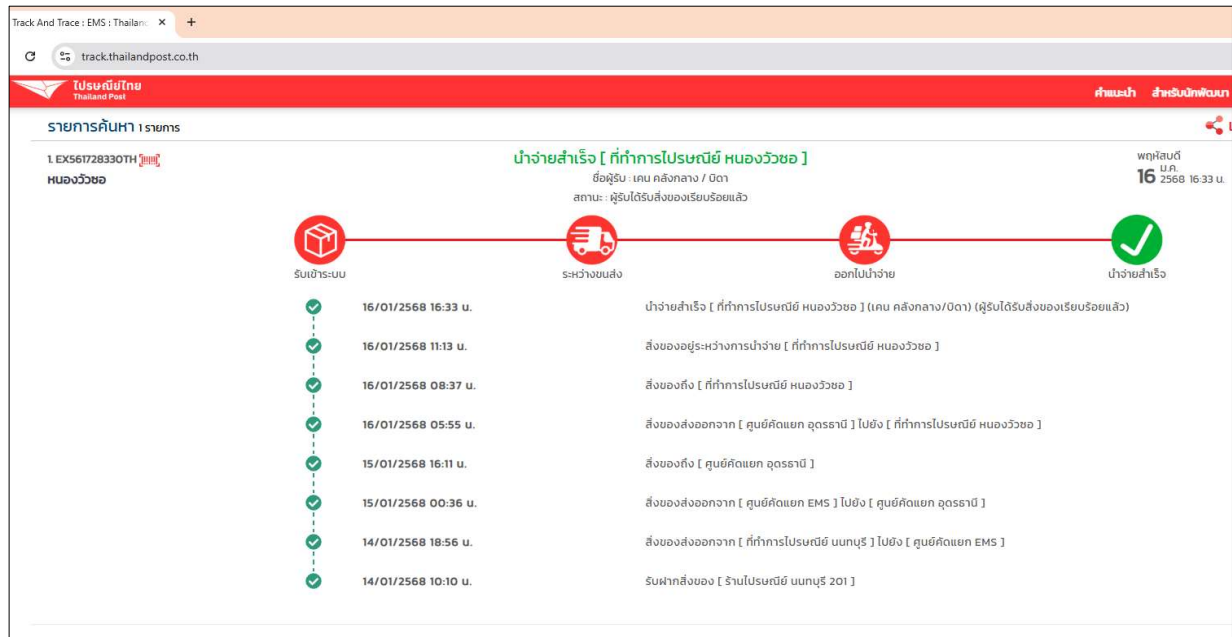 Track And Trace : EMS : Thailand
track.thailandpost.co.th
ไปรษณีย์ไทย
Thailand Post
คำแนะนำ สำหรับนักพัฒนา
รายการค้นหา 1 รายการ
1. EX561728330TH
หนองวัวซอ
นำจ่ายสำเร็จ [ ที่ทำการไปรษณีย์ หนองวัวซอ ]
ชื่อผู้รับ : เคน คลังกลาง / บิดา
สถานะ : ผู้รับได้รับสิ่งของเรียบร้อยแล้ว
พฤหัสบดี
16 ม.ค. 2568 16:33 น.
รับเข้าระบบ ระหว่างขนส่ง ออกไปนำจ่าย นำจ่ายสำเร็จ
16/01/2568 16:33 น. นำจ่ายสำเร็จ [ ที่ทำการไปรษณีย์ หนองวัวซอ ] (เคน คลังกลาง/บิดา) (ผู้รับได้รับสิ่งของเรียบร้อยแล้ว)
16/01/2568 11:13 น. สิ่งของอยู่ระหว่างการนำจ่าย [ ที่ทำการไปรษณีย์ หนองวัวซอ ]
16/01/2568 08:37 น. สิ่งของถึง [ ที่ทำการไปรษณีย์ หนองวัวซอ ]
16/01/2568 05:55 น. สิ่งของส่งออกจาก [ ศูนย์คัดแยก อุดรธานี ] ไปยัง [ ที่ทำการไปรษณีย์ หนองวัวซอ ]
15/01/2568 16:11 น. สิ่งของถึง [ ศูนย์คัดแยก อุดรธานี ]
15/01/2568 00:36 น. สิ่งของส่งออกจาก [ ศูนย์คัดแยก EMS ] ไปยัง [ ศูนย์คัดแยก อุดรธานี ]
14/01/2568 18:56 น. สิ่งของส่งออกจาก [ ที่ทำการไปรษณีย์ นนทบุรี ] ไปยัง [ ศูนย์คัดแยก EMS ]
14/01/2568 10:10 น. รับฝากสิ่งของ [ ร้านไปรษณีย์ นนทบุรี 201 ]